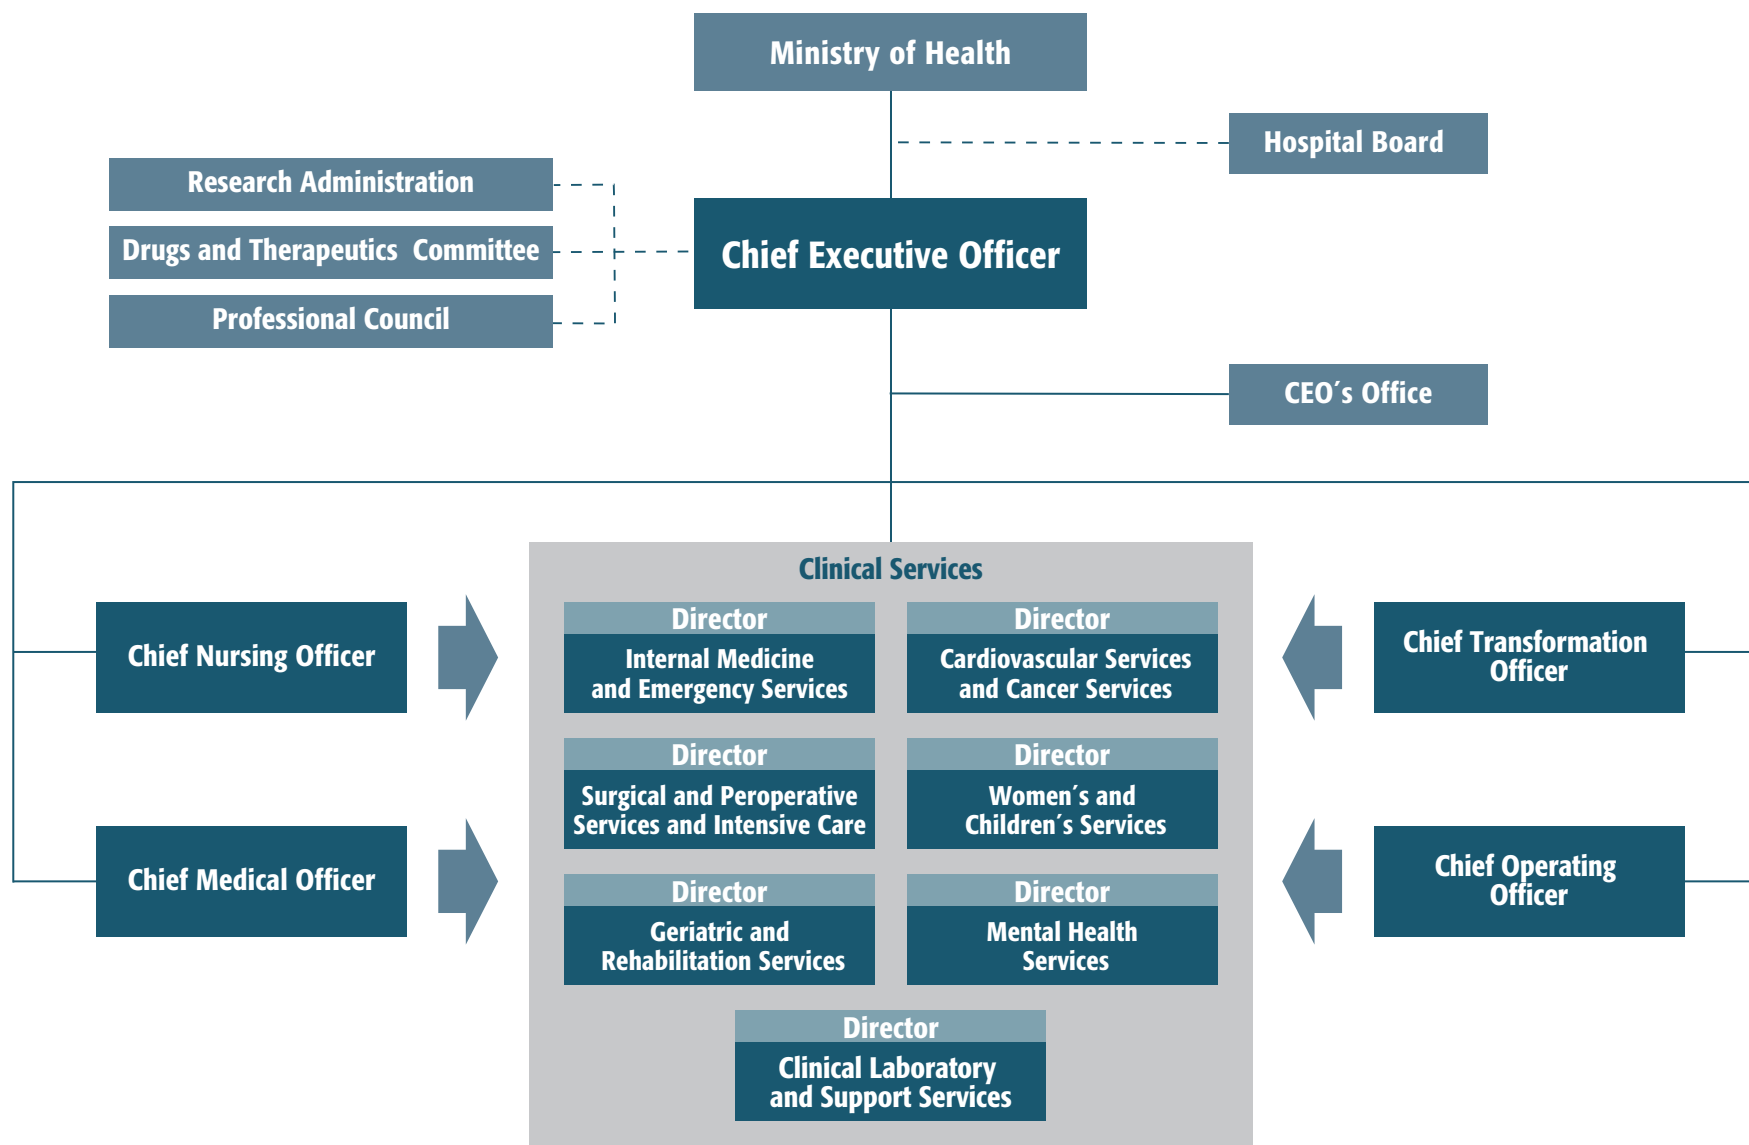 Ministry of Health
Hospital Board
Research Administration
Drugs and Therapeutics  Committee
Professional Council
Chief Executive Officer
CEO´s Office
Clinical Services
Chief Nursing Officer
Chief Medical Officer
Director
Internal Medicine
and Emergency Services
Director
Cardiovascular Services
and Cancer Services
Director
Surgical and Peroperative
Services and Intensive Care
Director
Women´s and
Children´s Services
Director
Geriatric and
Rehabilitation Services
Director
Mental Health
Services
Director
Clinical Laboratory
and Support Services
Chief Transformation
Officer
Chief Operating
Officer